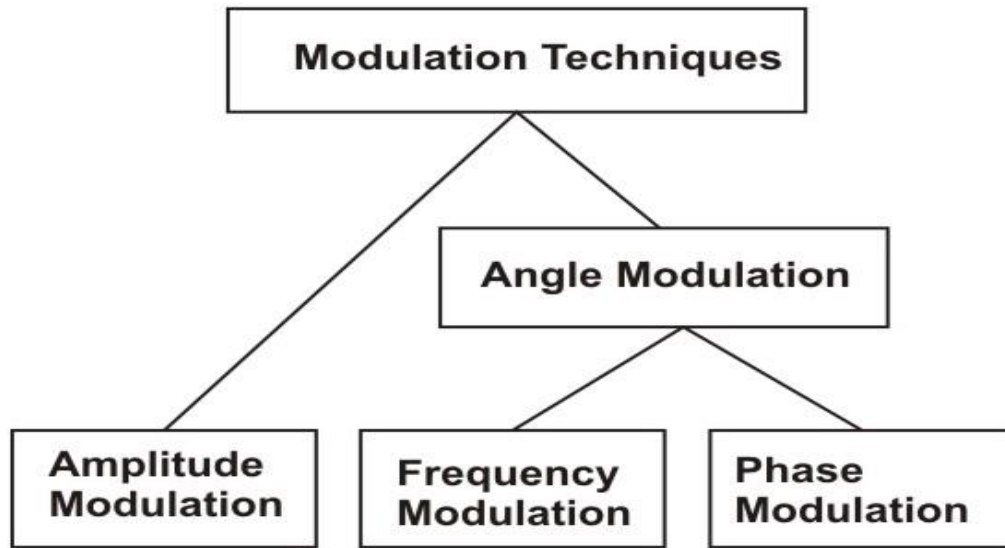 Modulation Techniques
Angle Modulation
Amplitude
Modulation
Frequency
Modulation
Phase
Modulation